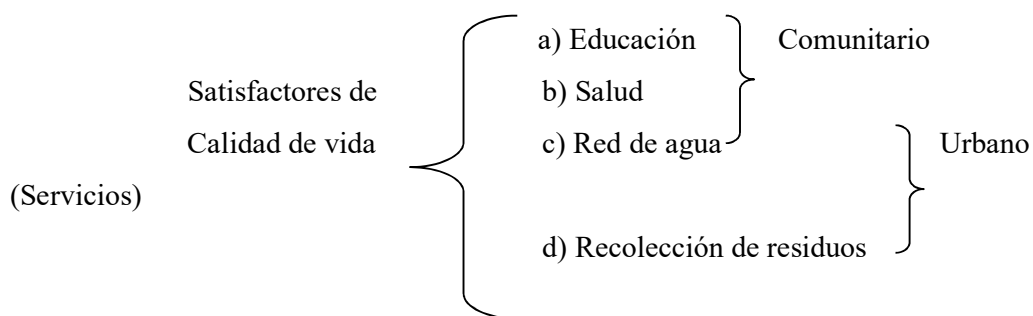 a) Educación Comunitario
Satisfactores de b) Salud
Calidad de vida c) Red de agua Urbano
(Servicios)
d) Recolección de residuos